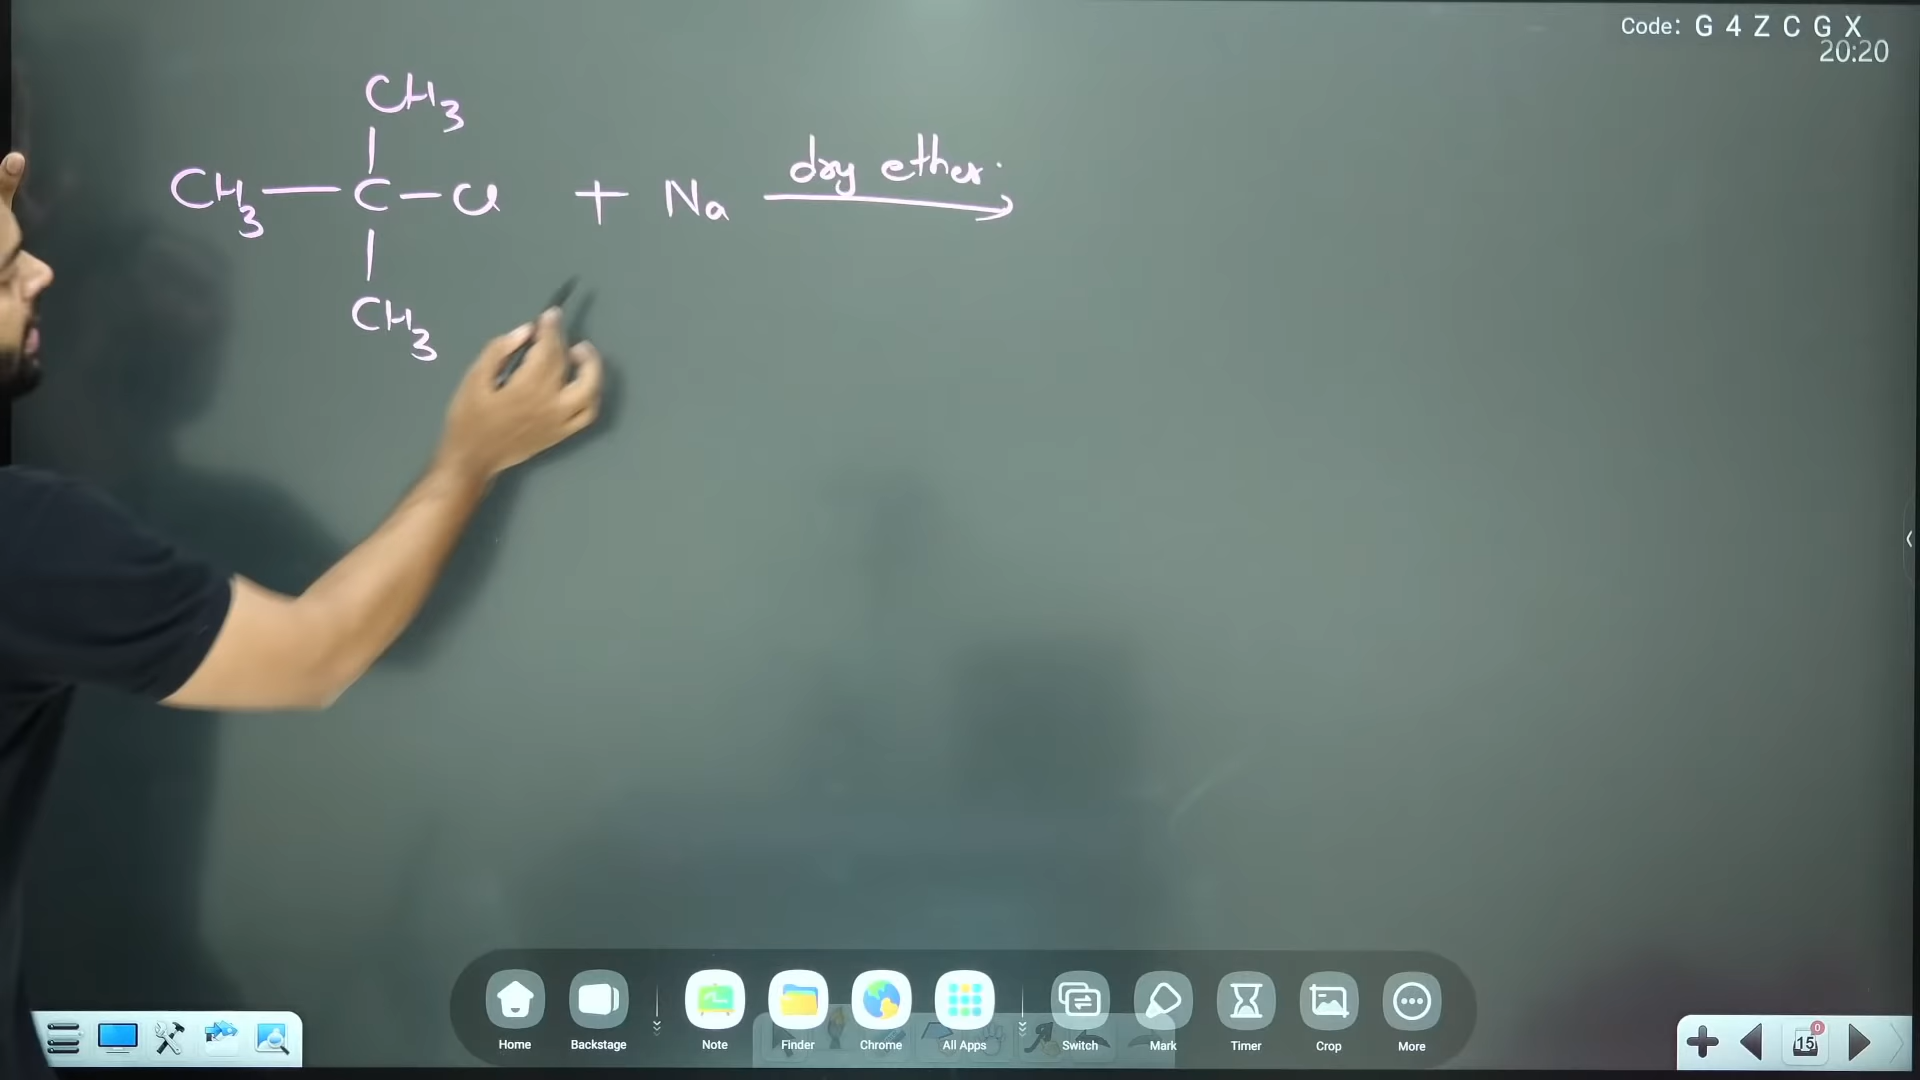 Code: G 4 Z C G X
20:20
CH3
CH3 — C — Cl + Na dry ether.
CH3
Home Backstage Note Finder Chrome All Apps Switch Mark Timer Crop More
15
0